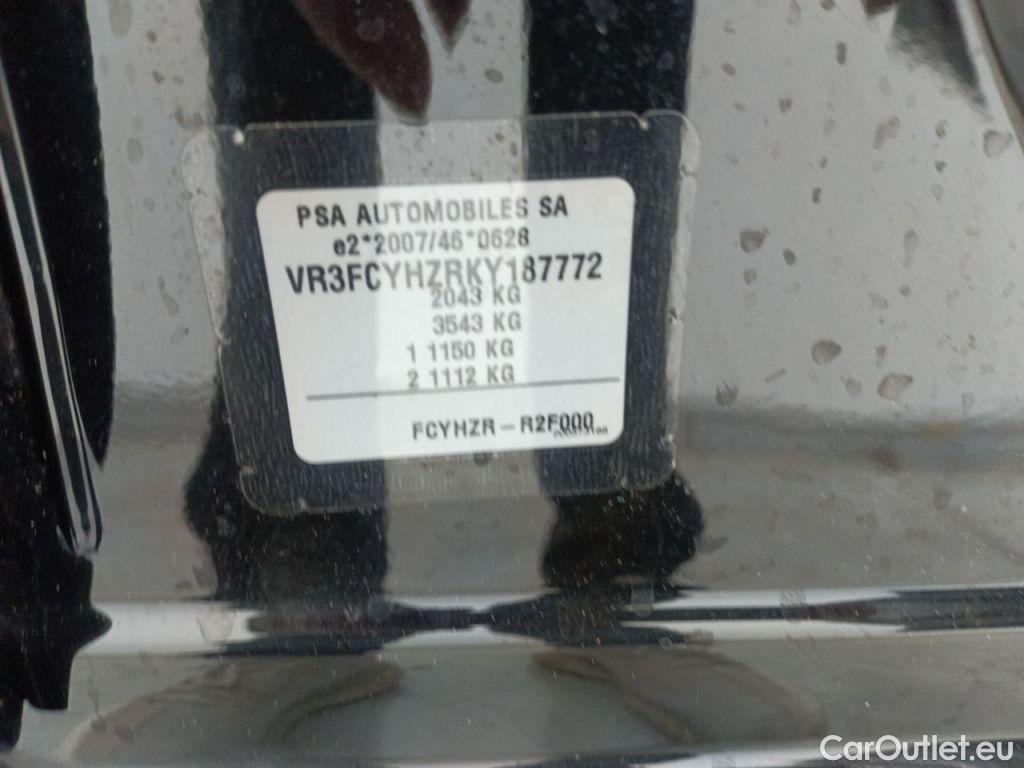 PSA AUTOMOBILES SA
e2*2007/46*0628
VR3FCYHZRKY187772
2043 KG
3543 KG
1 1150 KG
2 1112 KG
FCYHZR - R2F000
CarOutlet.eu